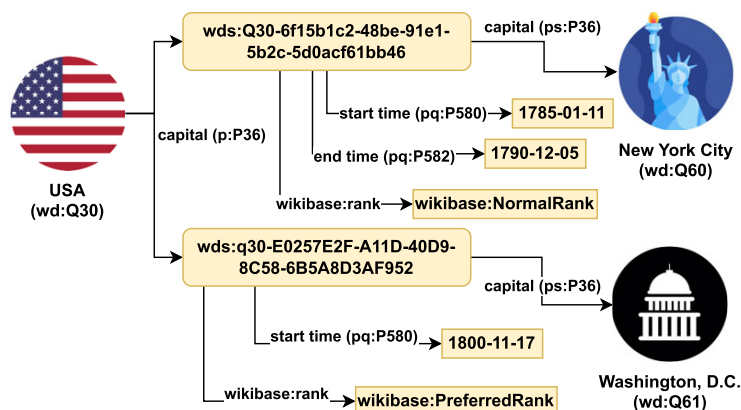 wds:Q30-6f15b1c2-48be-91e1-
5b2c-5d0acf61bb46
capital (ps:P36)
start time (pq:P580)
1785-01-11
capital (p:P36)
end time (pq:P582)
1790-12-05
New York City
(wd:Q60)
USA
(wd:Q30)
wikibase:rank
wikibase:NormalRank
wds:q30-E0257E2F-A11D-40D9-
8C58-6B5A8D3AF952
capital (ps:P36)
start time (pq:P580)
1800-11-17
wikibase:rank
wikibase:PreferredRank
Washington, D.C.
(wd:Q61)